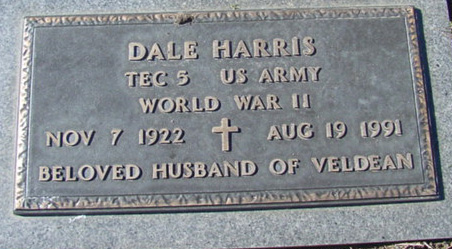 DALE HARRIS
TEC 5 US ARMY
WORLD WAR II
NOV 7 1922 AUG 19 1991
BELOVED HUSBAND OF VELDEAN